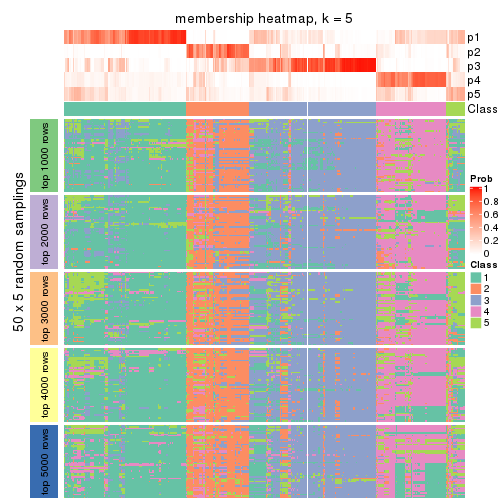 membership heatmap, k = 5
p1
p2
p3
p4
p5
Class
50 x 5 random samplings
top 1000 rows
top 2000 rows
top 3000 rows
top 4000 rows
top 5000 rows
Prob
1
0.8
0.6
0.4
0.2
0
Class
1
2
3
4
5